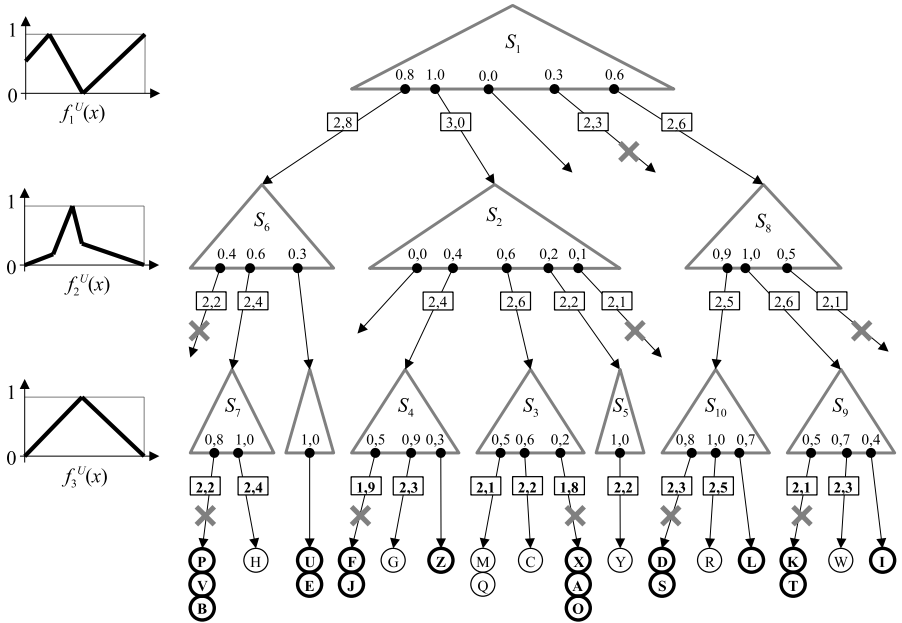 1
0
f₁ᵁ(x)
S₁
0.8 1.0 0.0 0.3 0.6
2,8 3,0 2,3 2,6
1
0
f₂ᵁ(x)
S₆ S₂ S₈
0.4 0.6 0.3 0,0 0,4 0,6 0,2 0,1 0,9 1,0 0,5
2,2 2,4 2,4 2,6 2,2 2,1 2,5 2,6 2,1
1
0
f₃ᵁ(x)
S₇ S₄ S₃ S₅ S₁₀ S₉
0,8 1,0 1,0 0,5 0,9 0,3 0,5 0,6 0,2 1,0 0,8 1,0 0,7 0,5 0,7 0,4
2,2 2,4 1,9 2,3 2,1 2,2 1,8 2,2 2,3 2,5 2,1 2,3
P H U F G Z M C X Y D R L K W I
V E J Q A S T
B O